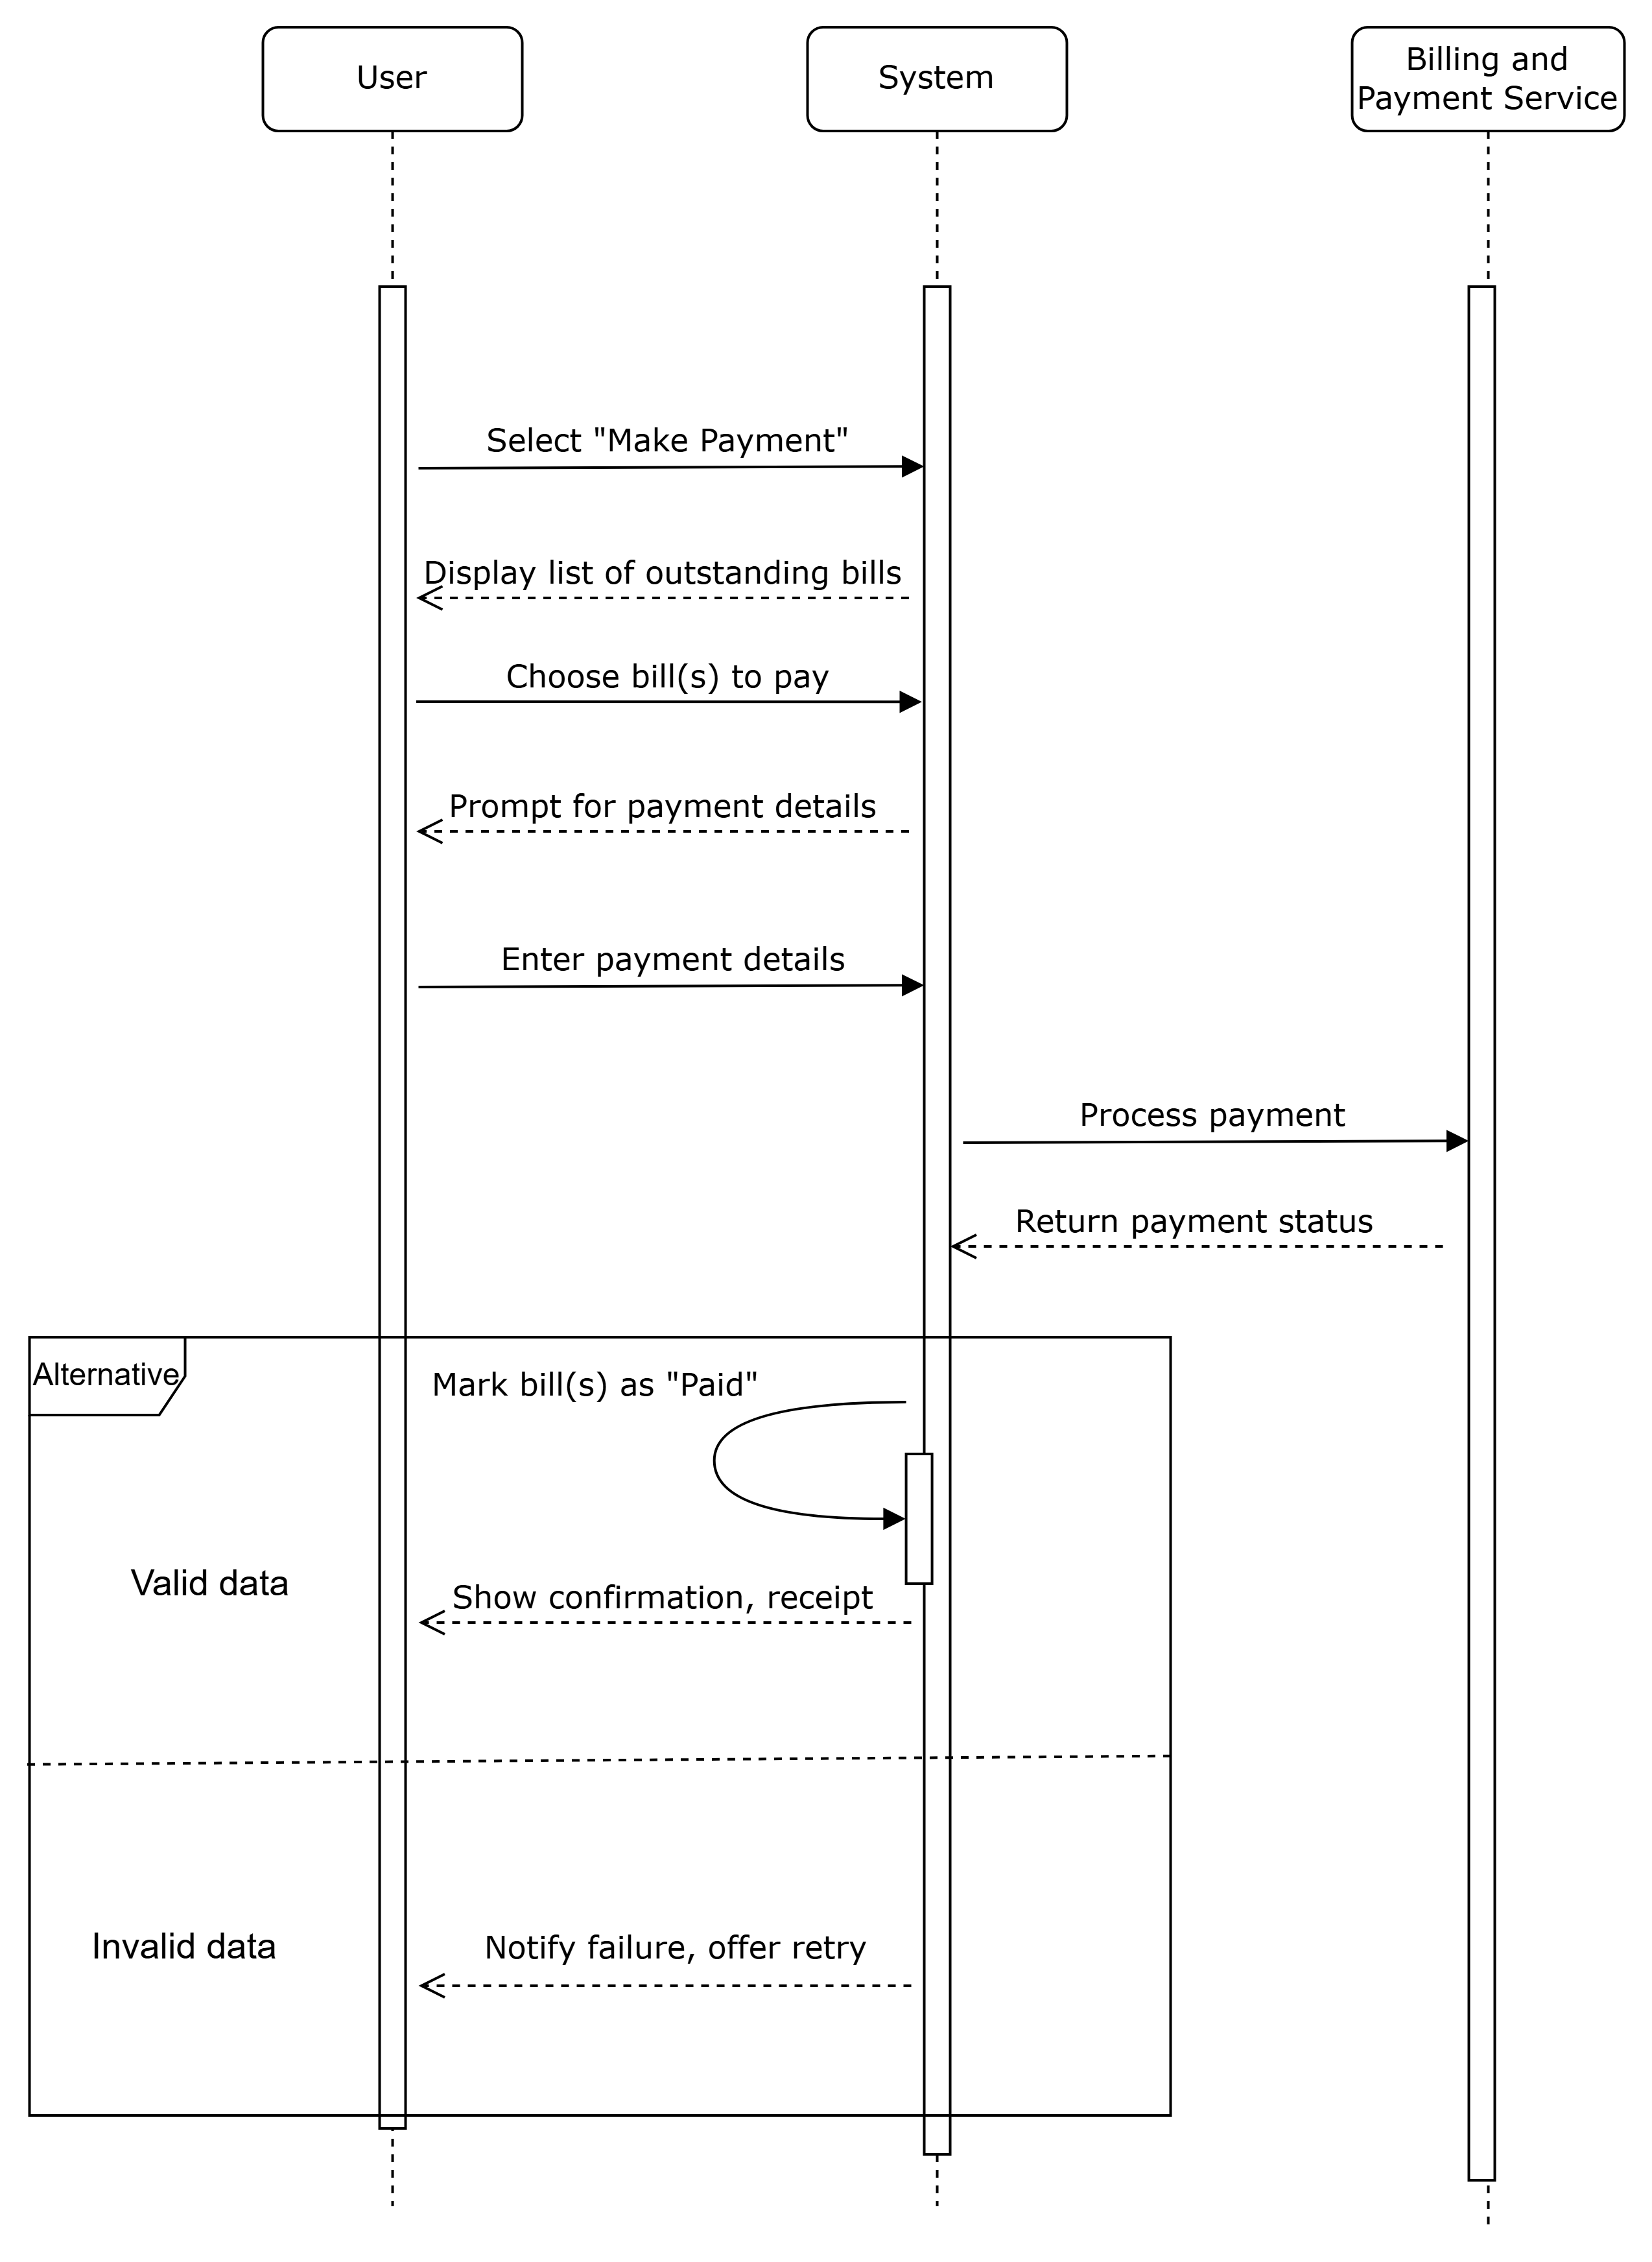 User
System
Billing and
Payment Service
Select "Make Payment"
Display list of outstanding bills
Choose bill(s) to pay
Prompt for payment details
Enter payment details
Process payment
Return payment status
Alternative
Mark bill(s) as "Paid"
Valid data
Show confirmation, receipt
Invalid data
Notify failure, offer retry